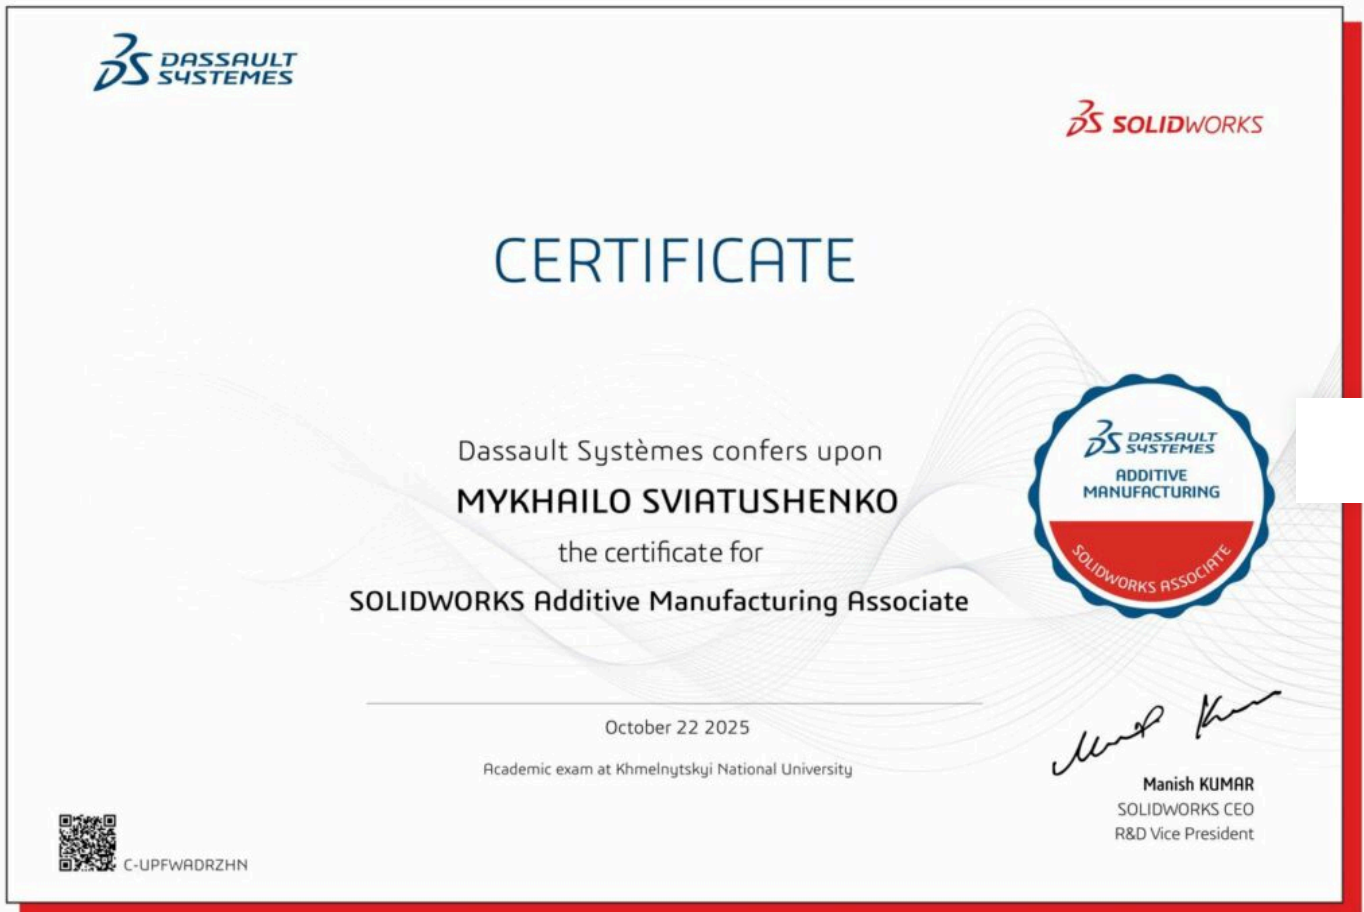 DASSAULT
SYSTEMES
SOLIDWORKS
CERTIFICATE
Dassault Systèmes confers upon
MYKHAILO SVIATUSHENKO
the certificate for
SOLIDWORKS Additive Manufacturing Associate
DASSAULT
SYSTEMES
ADDITIVE
MANUFACTURING
SOLIDWORKS ASSOCIATE
October 22 2025
Academic exam at Khmelnytskyi National University
Manish KUMAR
SOLIDWORKS CEO
R&D Vice President
C-UPFWADRZHN